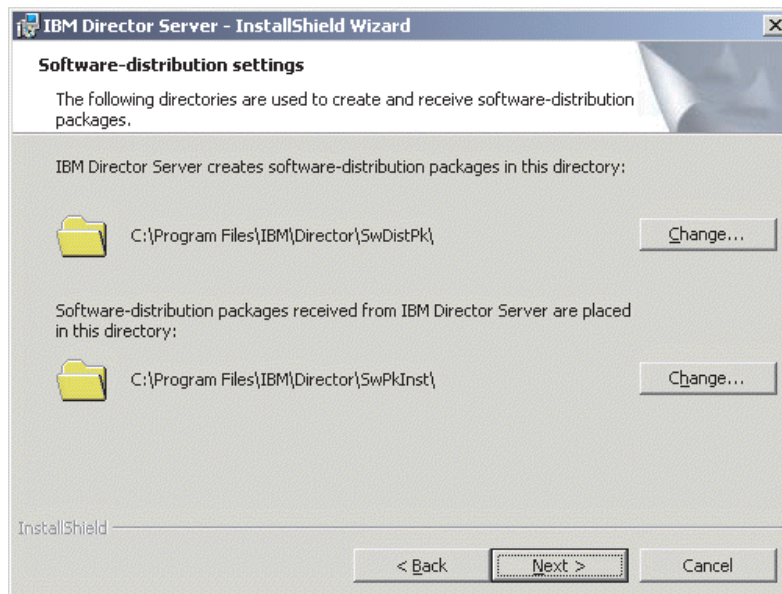 IBM Director Server - InstallShield Wizard
Software-distribution settings
The following directories are used to create and receive software-distribution
packages.
IBM Director Server creates software-distribution packages in this directory:
C:\Program Files\IBM\Director\SwDistPk\
Change...
Software-distribution packages received from IBM Director Server are placed
in this directory:
C:\Program Files\IBM\Director\SwPkInst\
Change...
InstallShield
< Back
Next >
Cancel